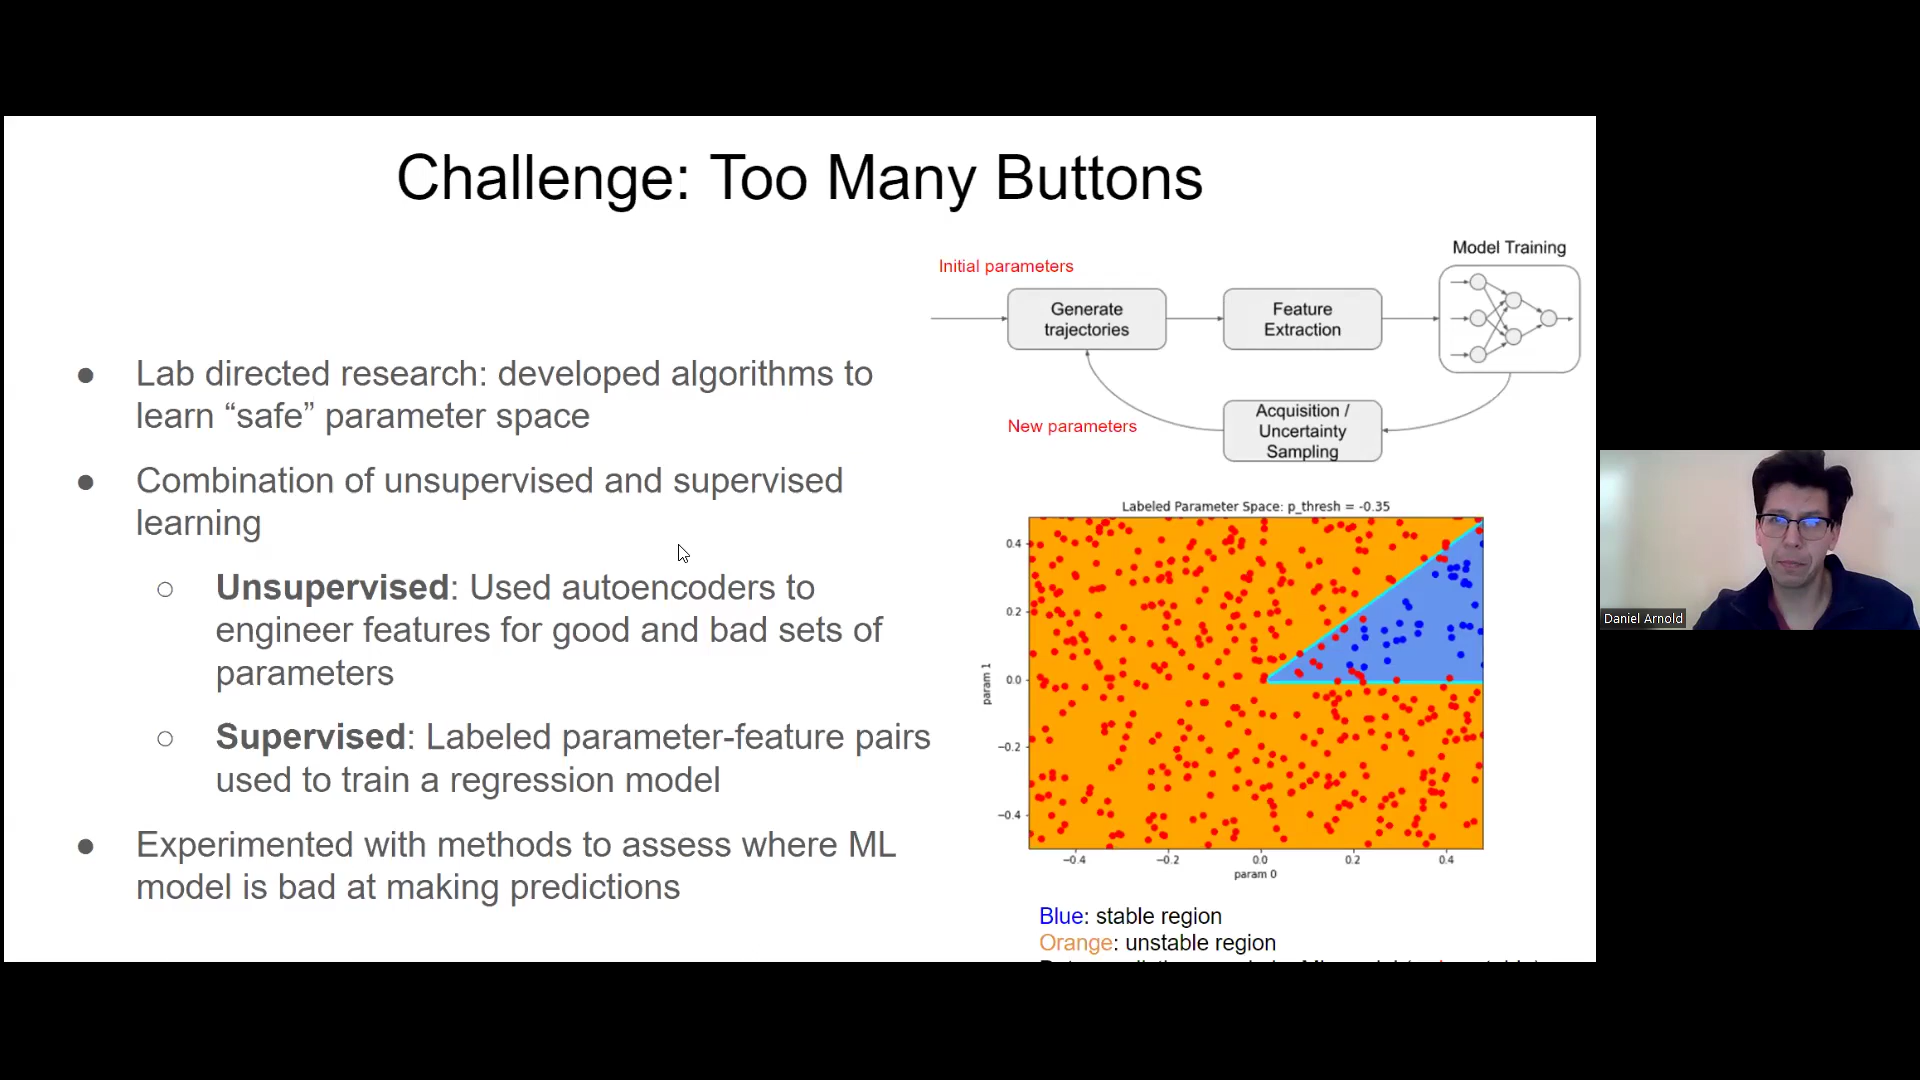 Challenge: Too Many Buttons
● Lab directed research: developed algorithms to
learn “safe” parameter space
● Combination of unsupervised and supervised
learning
○ Unsupervised: Used autoencoders to
engineer features for good and bad sets of
parameters
○ Supervised: Labeled parameter-feature pairs
used to train a regression model
● Experimented with methods to assess where ML
model is bad at making predictions
Model Training
Initial parameters
Generate
trajectories
Feature
Extraction
New parameters
Acquisition /
Uncertainty
Sampling
Labeled Parameter Space: p_thresh = -0.35
0.4
0.2
0.0
−0.2
−0.4
param 1
−0.4 −0.2 0.0 0.2 0.4
param 0
Blue: stable region
Orange: unstable region
Daniel Arnold